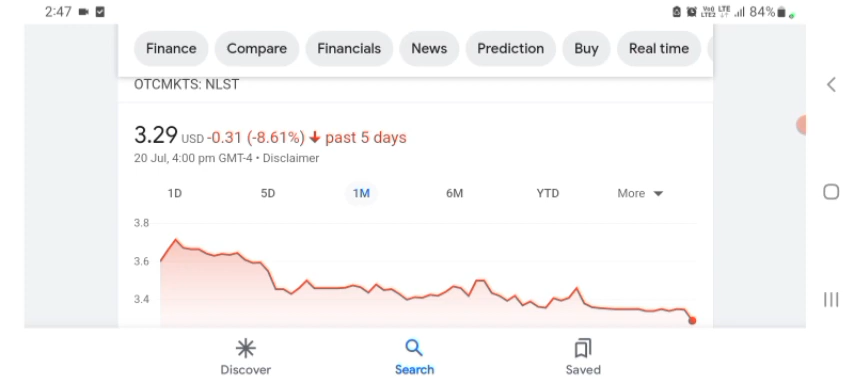 2:47
84%
Finance Compare Financials News Prediction Buy Real time
OTCMKTS: NLST
3.29 USD -0.31 (-8.61%) ↓ past 5 days
20 Jul, 4:00 pm GMT-4 • Disclaimer
1D 5D 1M 6M YTD More
3.8
3.6
3.4
Discover Search Saved